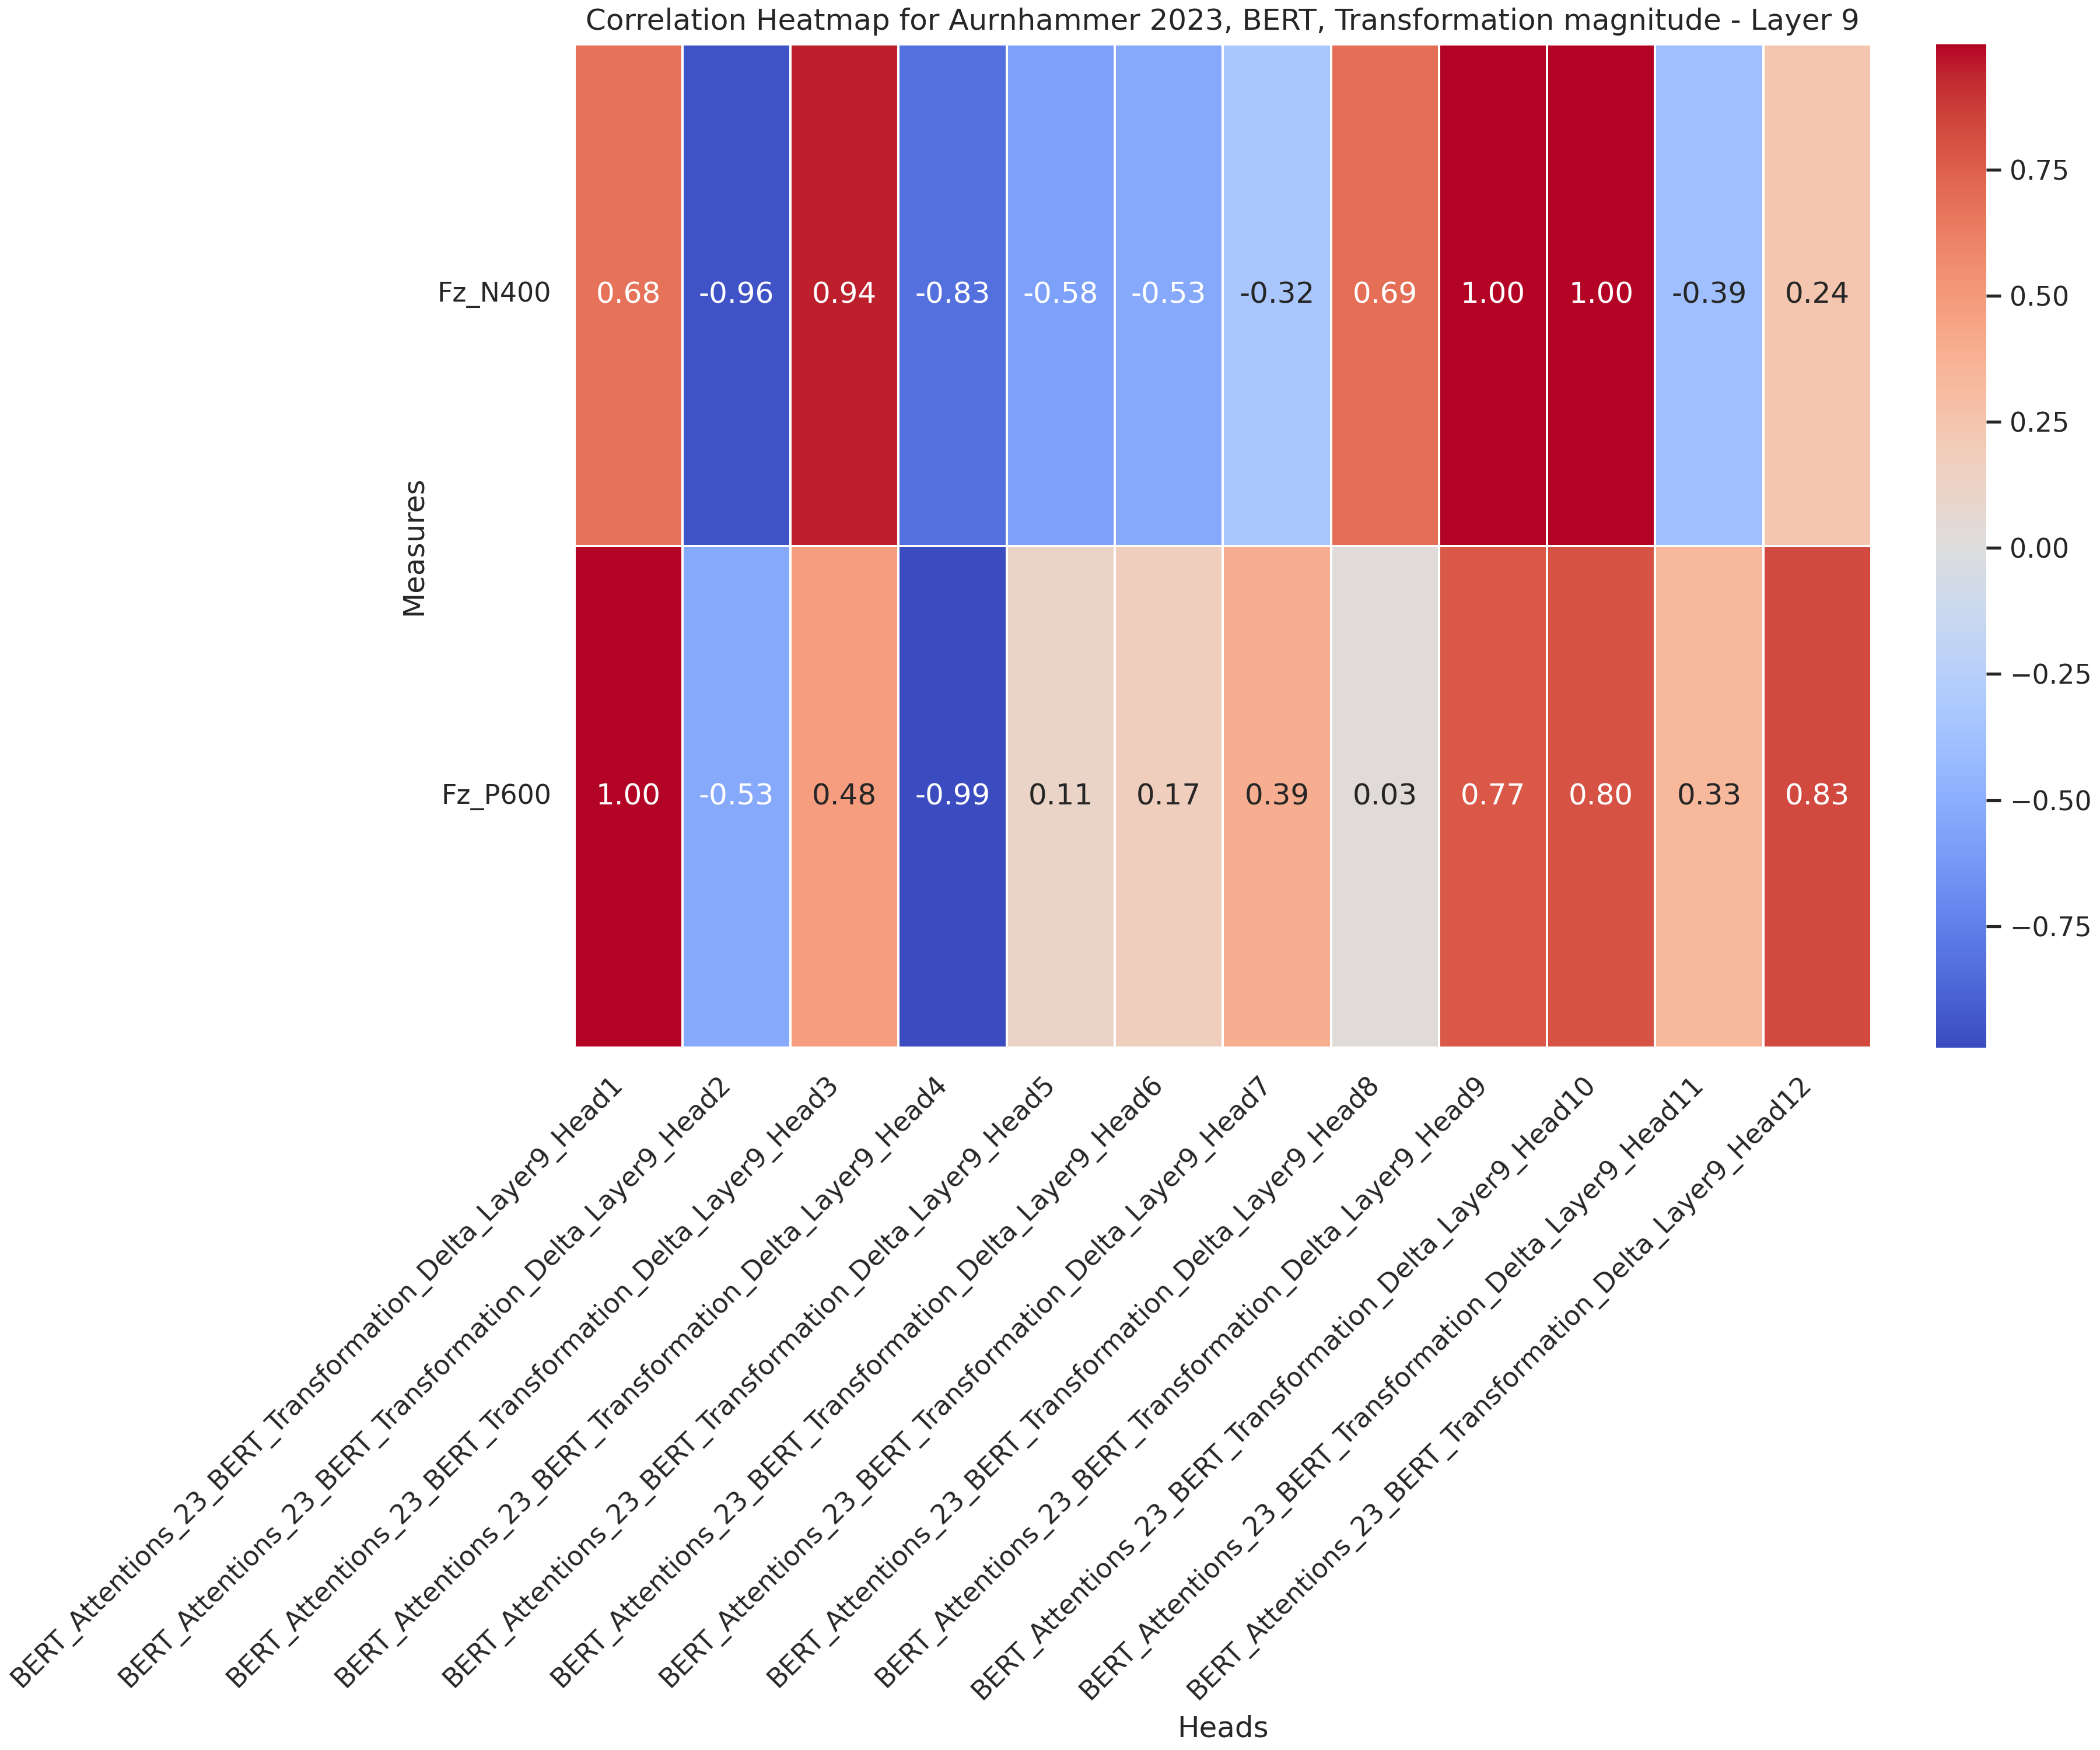 Correlation Heatmap for Aurnhammer 2023, BERT, Transformation magnitude - Layer 9
Measures
Fz_N400 0.68 -0.96 0.94 -0.83 -0.58 -0.53 -0.32 0.69 1.00 1.00 -0.39 0.24
Fz_P600 1.00 -0.53 0.48 -0.99 0.11 0.17 0.39 0.03 0.77 0.80 0.33 0.83
BERT_Attentions_23_BERT_Transformation_Delta_Layer9_Head1
BERT_Attentions_23_BERT_Transformation_Delta_Layer9_Head2
BERT_Attentions_23_BERT_Transformation_Delta_Layer9_Head3
BERT_Attentions_23_BERT_Transformation_Delta_Layer9_Head4
BERT_Attentions_23_BERT_Transformation_Delta_Layer9_Head5
BERT_Attentions_23_BERT_Transformation_Delta_Layer9_Head6
BERT_Attentions_23_BERT_Transformation_Delta_Layer9_Head7
BERT_Attentions_23_BERT_Transformation_Delta_Layer9_Head8
BERT_Attentions_23_BERT_Transformation_Delta_Layer9_Head9
BERT_Attentions_23_BERT_Transformation_Delta_Layer9_Head10
BERT_Attentions_23_BERT_Transformation_Delta_Layer9_Head11
BERT_Attentions_23_BERT_Transformation_Delta_Layer9_Head12
Heads
0.75
0.50
0.25
0.00
−0.25
−0.50
−0.75